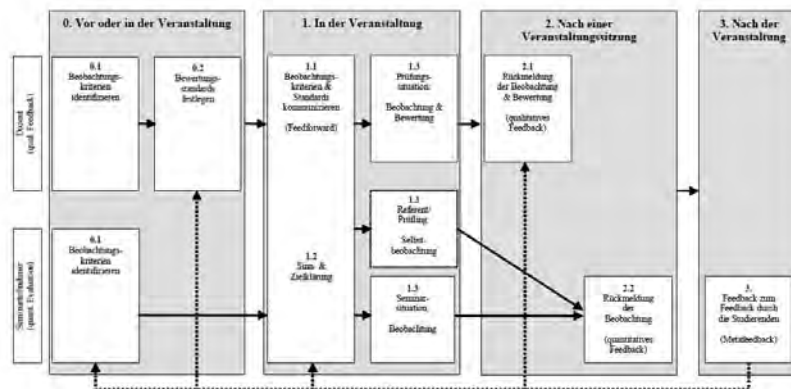 0. Vor oder in der Veranstaltung
1. In der Veranstaltung
2. Nach einer
Veranstaltungssitzung
3. Nach der
Veranstaltung
Dozent
(qual. Feedback)
0.1
Beobachtungs-
kriterien
identifizieren
0.2
Bewertungs-
standards
festlegen
1.1
Beobachtungs-
kriterien &
Standards
kommunizieren
(Feedforward)
1.2
Sinn- &
Zielklärung
1.3
Prüfungs-
situation:
Beobachtung &
Bewertung
2.1
Rückmeldung
der Beobachtung
& Bewertung
(qualitatives
Feedback)
1.3
Referent/
Prüfung
Selbst-
beobachtung
Seminarteilnehmer
(quant. Evaluation)
0.1
Beobachtungs-
kriterien
identifizieren
1.3
Seminar-
situation:
Beobachtung
2.2
Rückmeldung
der
Beobachtung
(quantitatives
Feedback)
3.
Feedback zum
Feedback durch
die Studierenden
(Metafeedback)